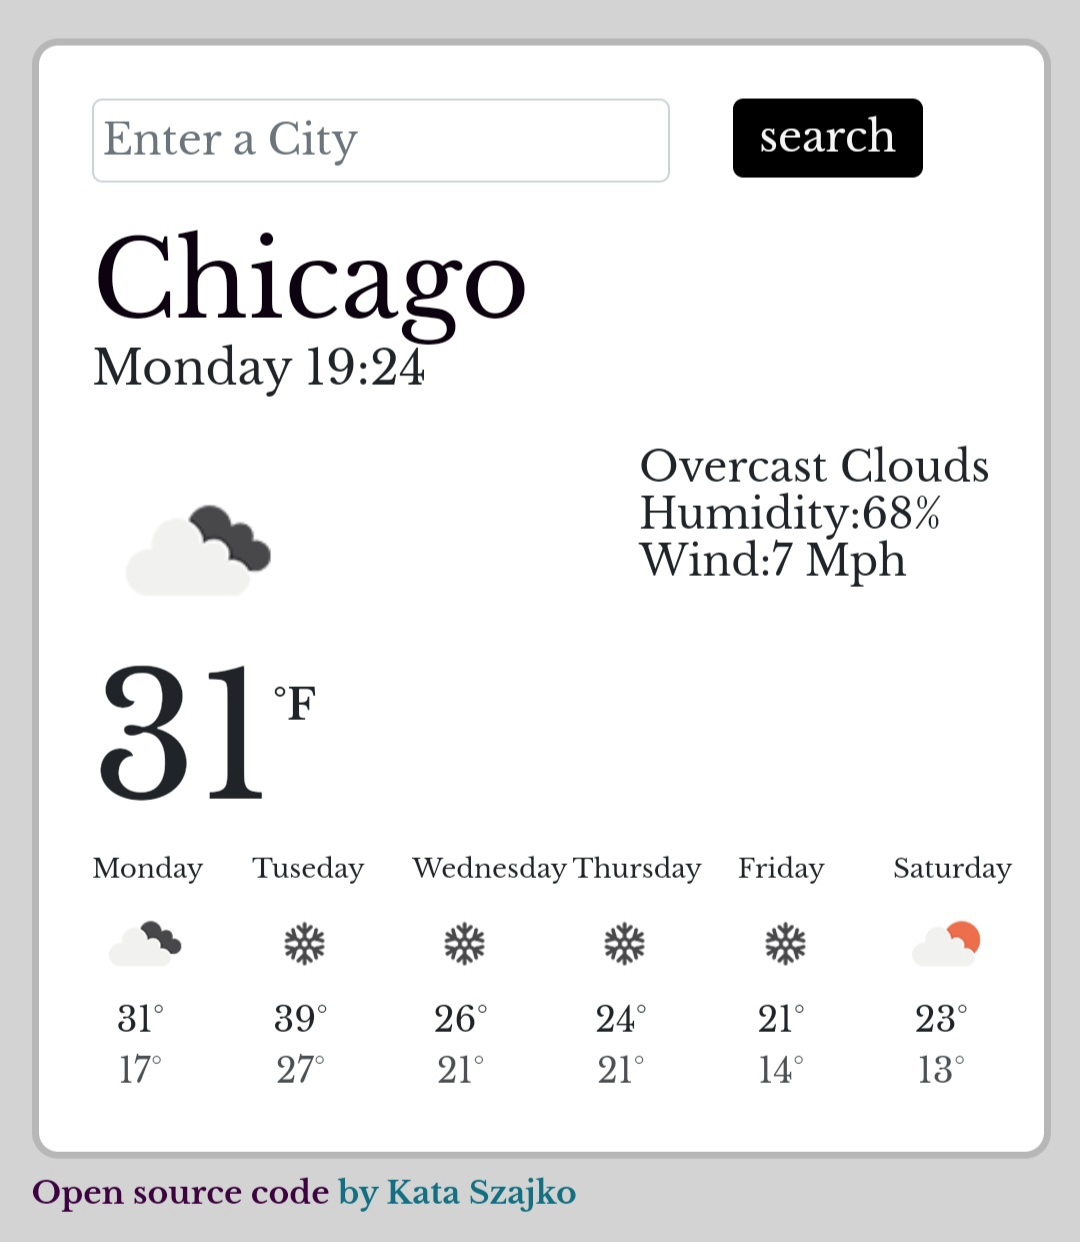 Enter a City
search
Chicago
Monday 19:24
Overcast Clouds
Humidity:68%
Wind:7 Mph
31 °F
Monday Tuseday Wednesday Thursday Friday Saturday
31° 39° 26° 24° 21° 23°
17° 27° 21° 21° 14° 13°
Open source code by Kata Szajko